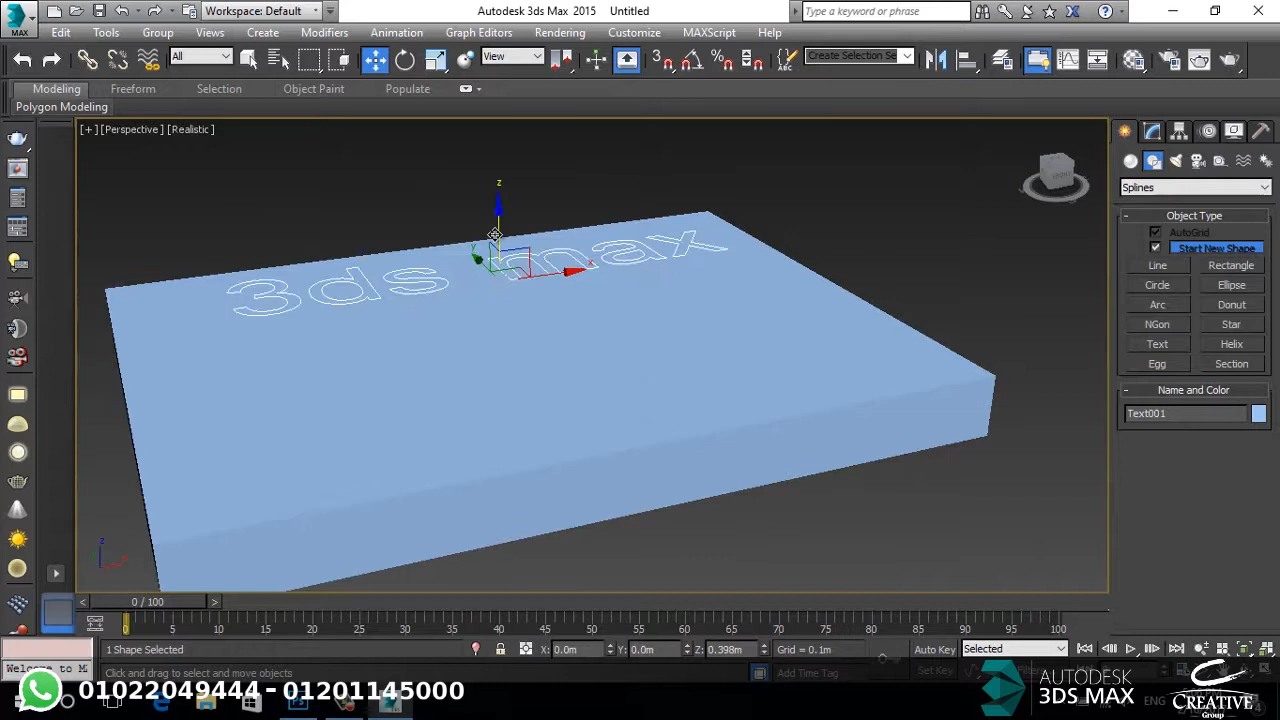 MAX
Workspace: Default
Autodesk 3ds Max 2015 Untitled
Type a keyword or phrase
Edit Tools Group Views Create Modifiers Animation Graph Editors Rendering Customize MAXScript Help
All
View
Create Selection Se
Modeling Freeform Selection Object Paint Populate
Polygon Modeling
[+] [Perspective] [Realistic]
Splines
- Object Type
AutoGrid
Start New Shape
Line Rectangle
Circle Ellipse
Arc Donut
NGon Star
Text Helix
Egg Section
- Name and Color
Text001
z
y
x
3ds max
z
0 / 100
0 5 10 15 20 25 30 35 40 45 50 55 60 65 70 75 80 85 90 95 100
1 Shape Selected
X: 0.0m Y: 0.0m Z: 0.398m Grid = 0.1m
Auto Key Selected
Welcome to M
Click and drag to select and move objects
Add Time Tag
Set Key
01022049444 - 01201145000
AUTODESK
3DS MAX
ENG
CREATIVE
Group